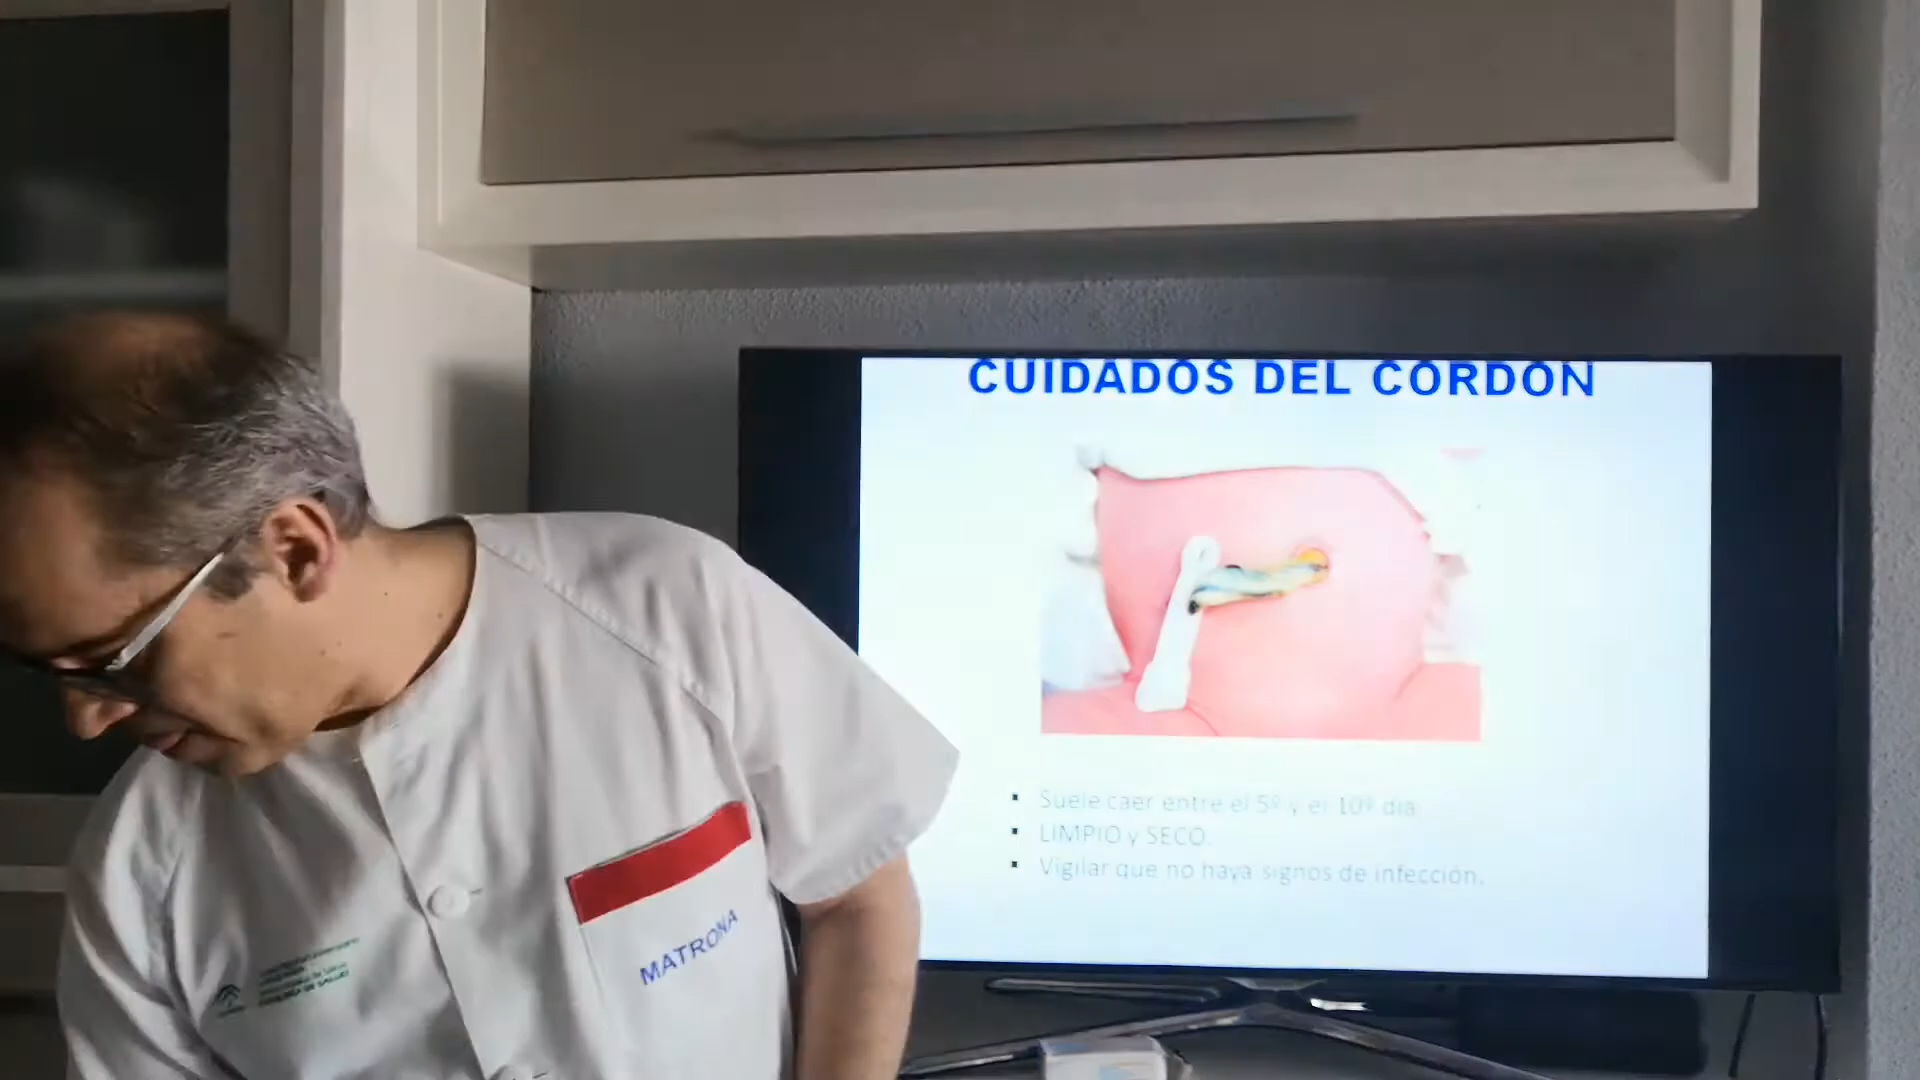 CUIDADOS DEL CORDÓN
▪ Suele caer entre el 5º y el 10º día.
▪ LIMPIO y SECO.
▪ Vigilar que no haya signos de infección.
MATRONA